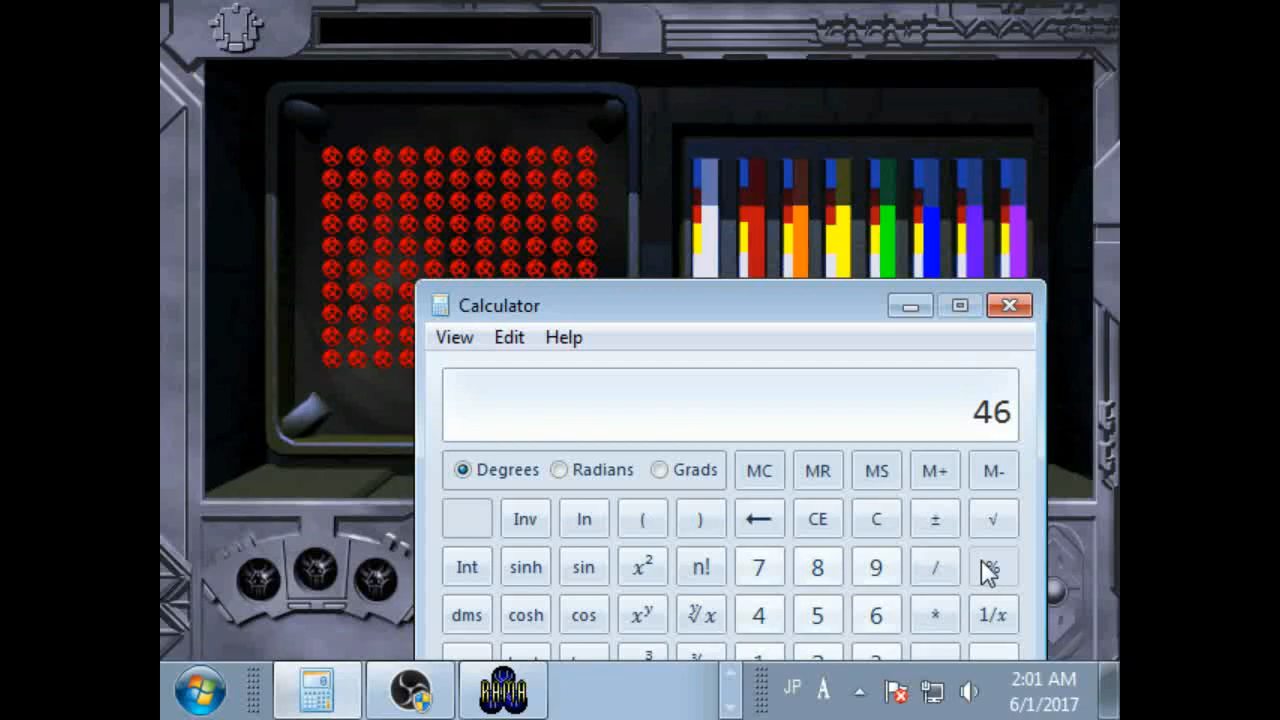 Calculator
View Edit Help
46
Degrees Radians Grads MC MR MS M+ M-
Inv ln ( ) ← CE C ± √
Int sinh sin x² n! 7 8 9 / %
dms cosh cos xʸ ʸ√x 4 5 6 * 1/x
RAMA
JP A
2:01 AM
6/1/2017